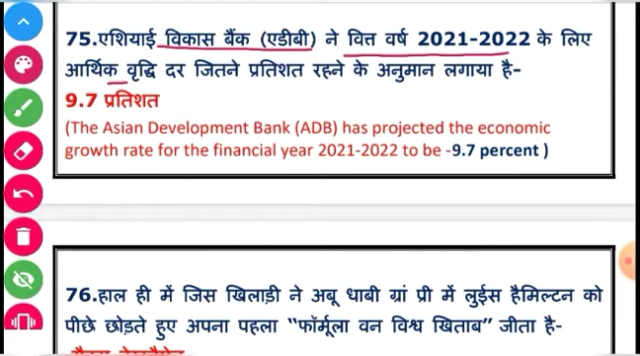 75.एशियाई विकास बैंक (एडीबी) ने वित्त वर्ष 2021-2022 के लिए
आर्थिक वृद्धि दर जितने प्रतिशत रहने के अनुमान लगाया है-
9.7 प्रतिशत
(The Asian Development Bank (ADB) has projected the economic
growth rate for the financial year 2021-2022 to be -9.7 percent )
76.हाल ही में जिस खिलाड़ी ने अबू धाबी ग्रां प्री में लुईस हैमिल्टन को
पीछे छोड़ते हुए अपना पहला "फॉर्मूला वन विश्व खिताब" जीता है-